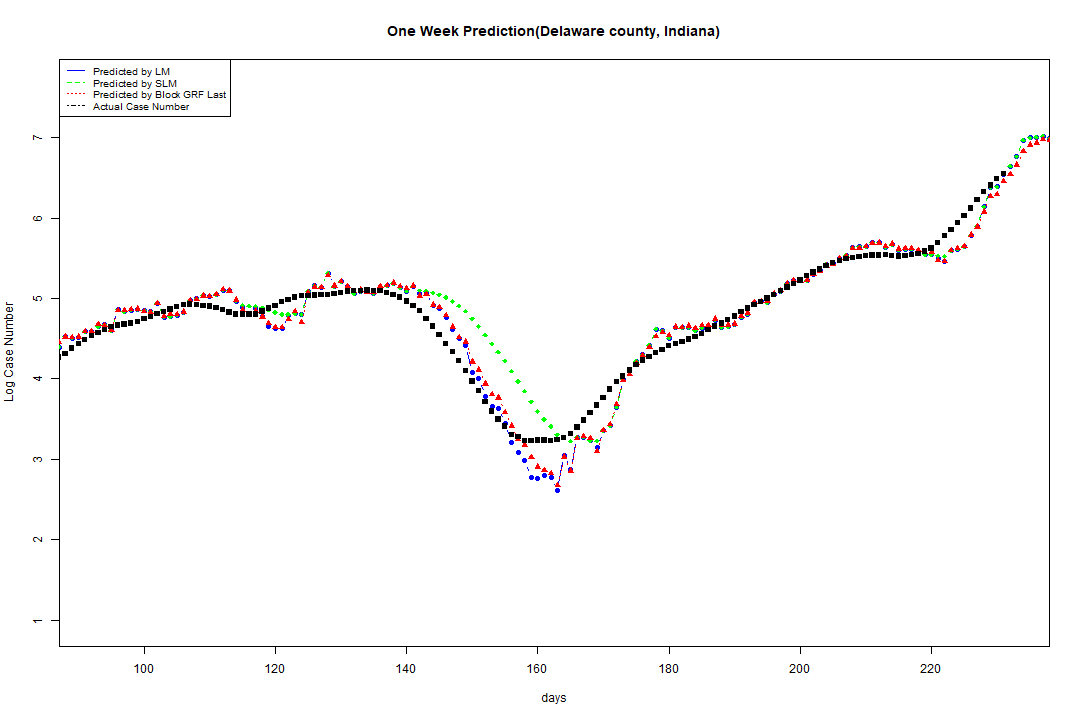 One Week Prediction(Delaware county, Indiana)
Predicted by LM
Predicted by SLM
Predicted by Block GRF Last
Actual Case Number
Log Case Number
7
6
5
4
3
2
1
100 120 140 160 180 200 220
days